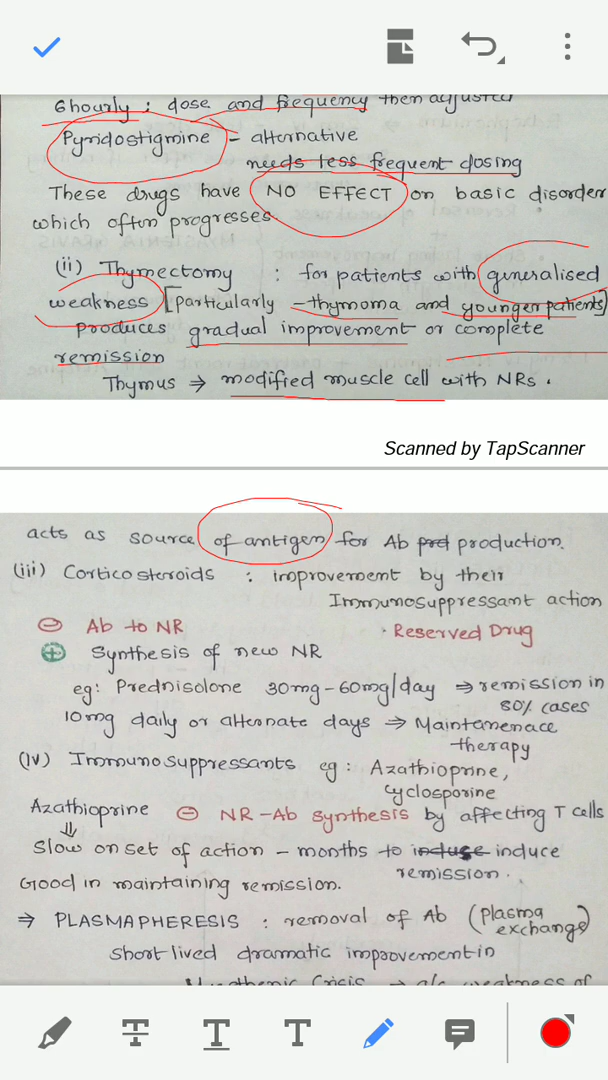 6hourly : dose and frequency then adjusted
Pyridostigmine - alternative
needs less frequent dosing
These drugs have NO EFFECT on basic disorder
which often progresses.
(ii) Thymectomy : for patients with generalised
weakness [particularly -thymoma and younger patients]
Produces gradual improvement or complete
remission
Thymus ⇒ modified muscle cell with NRs.
Scanned by TapScanner
acts as source of antigen for Ab production.
(iii) Corticosteroids : improvement by their
Immunosuppressant action
⊖ Ab to NR
· Reserved Drug
⊕ Synthesis of new NR
eg: Prednisolone 30mg-60mg/day ⇒ remission in
80% cases
10mg daily or alternate days → Maintamenace
therapy
(iv) Immunosuppressants eg: Azathioprine,
cyclosporine
Azathioprine ⊖ NR-Ab synthesis by affecting T cells
⇓
Slow onset of action - months to induce
remission.
Good in maintaining remission.
⇒ PLASMAPHERESIS : removal of Ab (plasma
exchange)
short lived dramatic improvement in
T T T